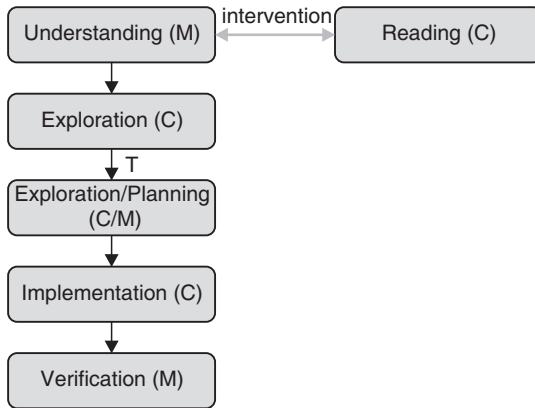 Understanding (M)
intervention
Reading (C)
Exploration (C)
T
Exploration/Planning
(C/M)
Implementation (C)
Verification (M)